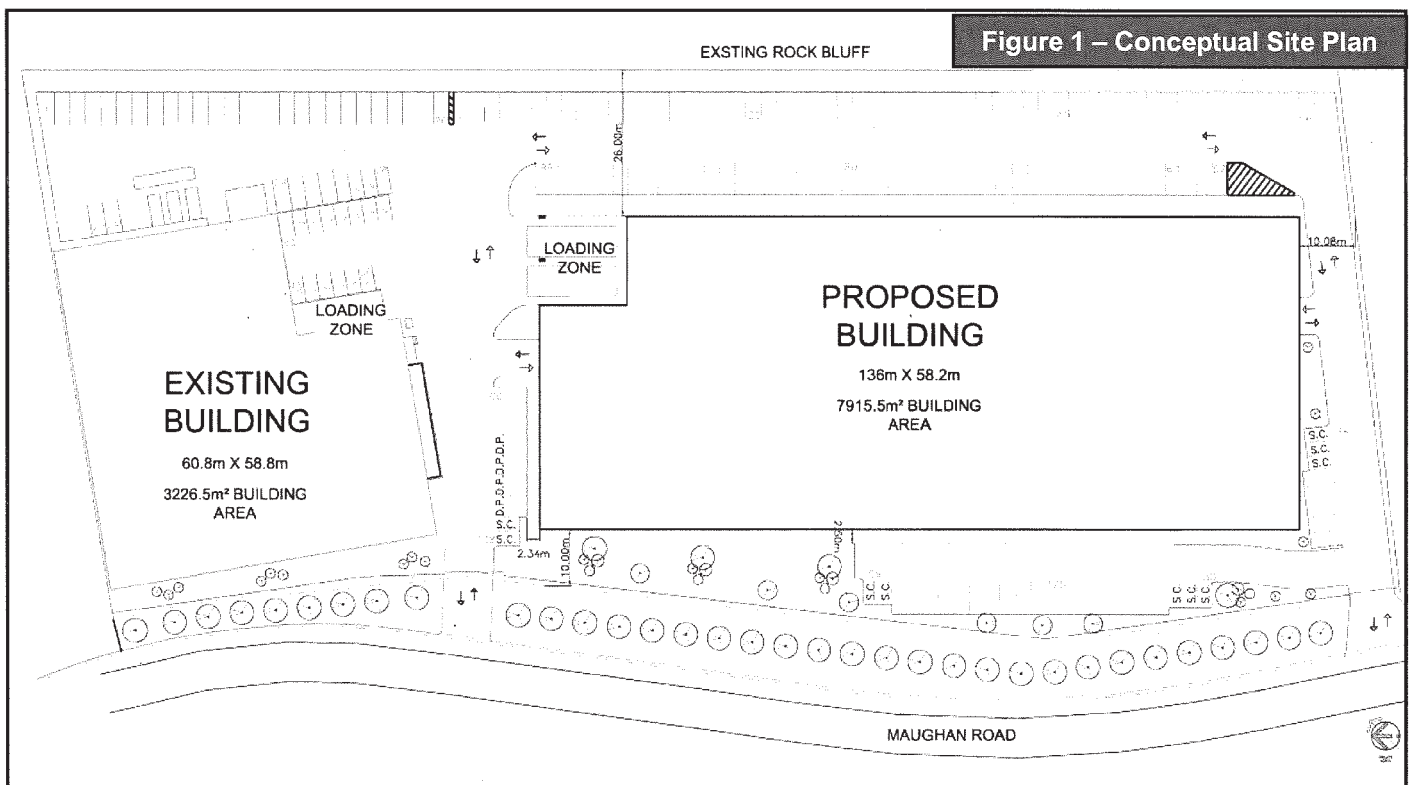 Figure 1 – Conceptual Site Plan
EXSTING ROCK BLUFF
26.00m
LOADING
ZONE
10.08m
LOADING
ZONE
PROPOSED
BUILDING
136m X 58.2m
7915.5m² BUILDING
AREA
EXISTING
BUILDING
60.8m X 58.8m
3226.5m² BUILDING
AREA
D.P.D.P.D.P.D.P.
S.C.
S.C.
S.C.
S.C.
S.C.
2.34m
10.00m
S.C.
S.C.
S.C.
S.C.
S.C.
MAUGHAN ROAD